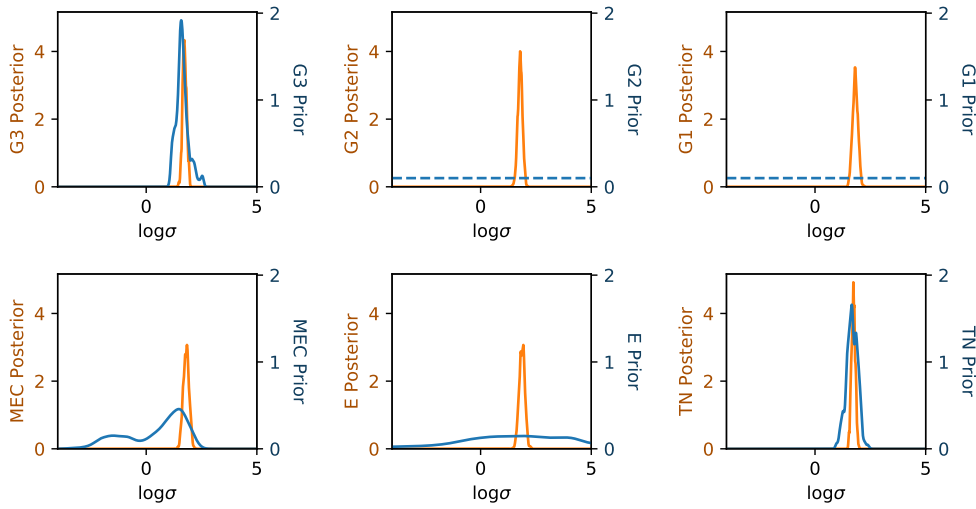 G3 Posterior
0
2
4
0
5
logσ
0
1
2
G3 Prior
G2 Posterior
0
2
4
0
5
logσ
0
1
2
G2 Prior
G1 Posterior
0
2
4
0
5
logσ
0
1
2
G1 Prior
MEC Posterior
0
2
4
0
5
logσ
0
1
2
MEC Prior
E Posterior
0
2
4
0
5
logσ
0
1
2
E Prior
TN Posterior
0
2
4
0
5
logσ
0
1
2
TN Prior